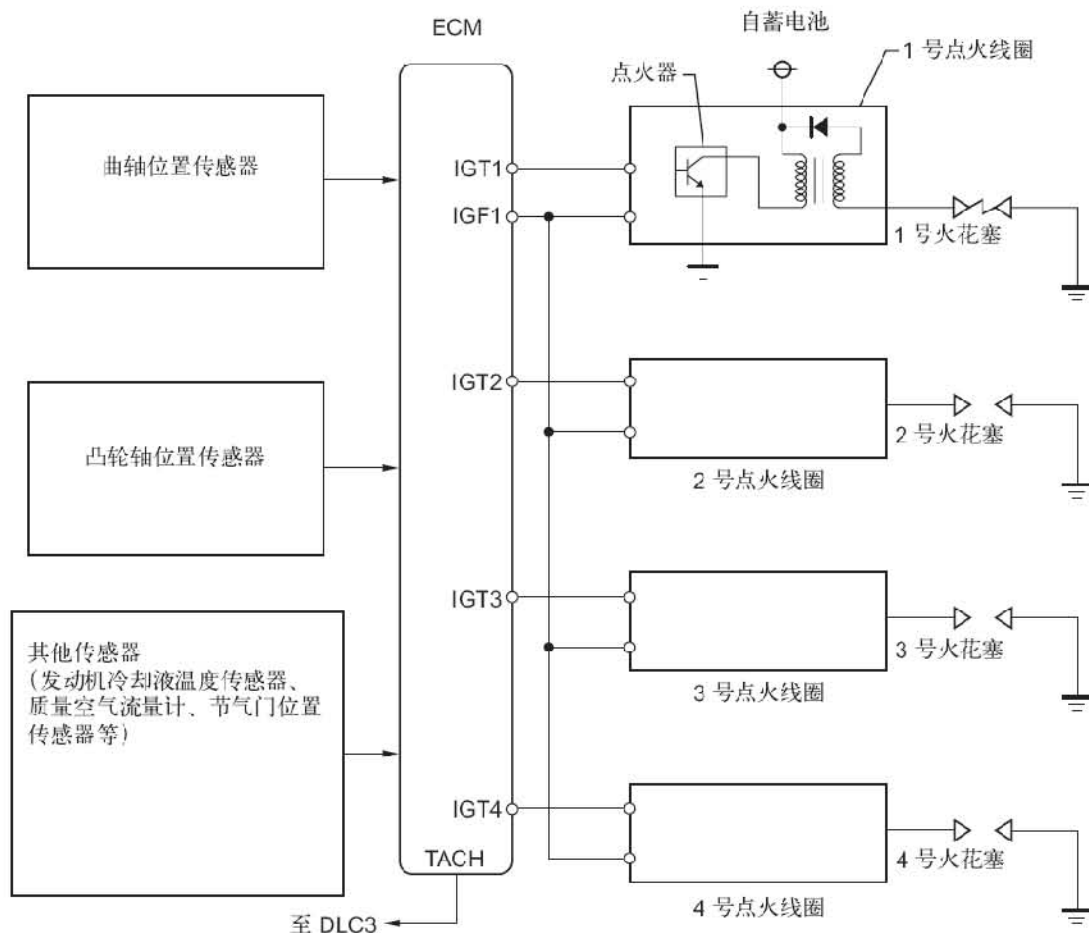 ECM
自蓄电池
1 号点火线圈
点火器
曲轴位置传感器
IGT1
IGF1
1 号火花塞
凸轮轴位置传感器
IGT2
2 号火花塞
2 号点火线圈
其他传感器
(发动机冷却液温度传感器、
质量空气流量计、节气门位置
传感器等)
IGT3
3 号火花塞
3 号点火线圈
IGT4
TACH
4 号火花塞
4 号点火线圈
至 DLC3